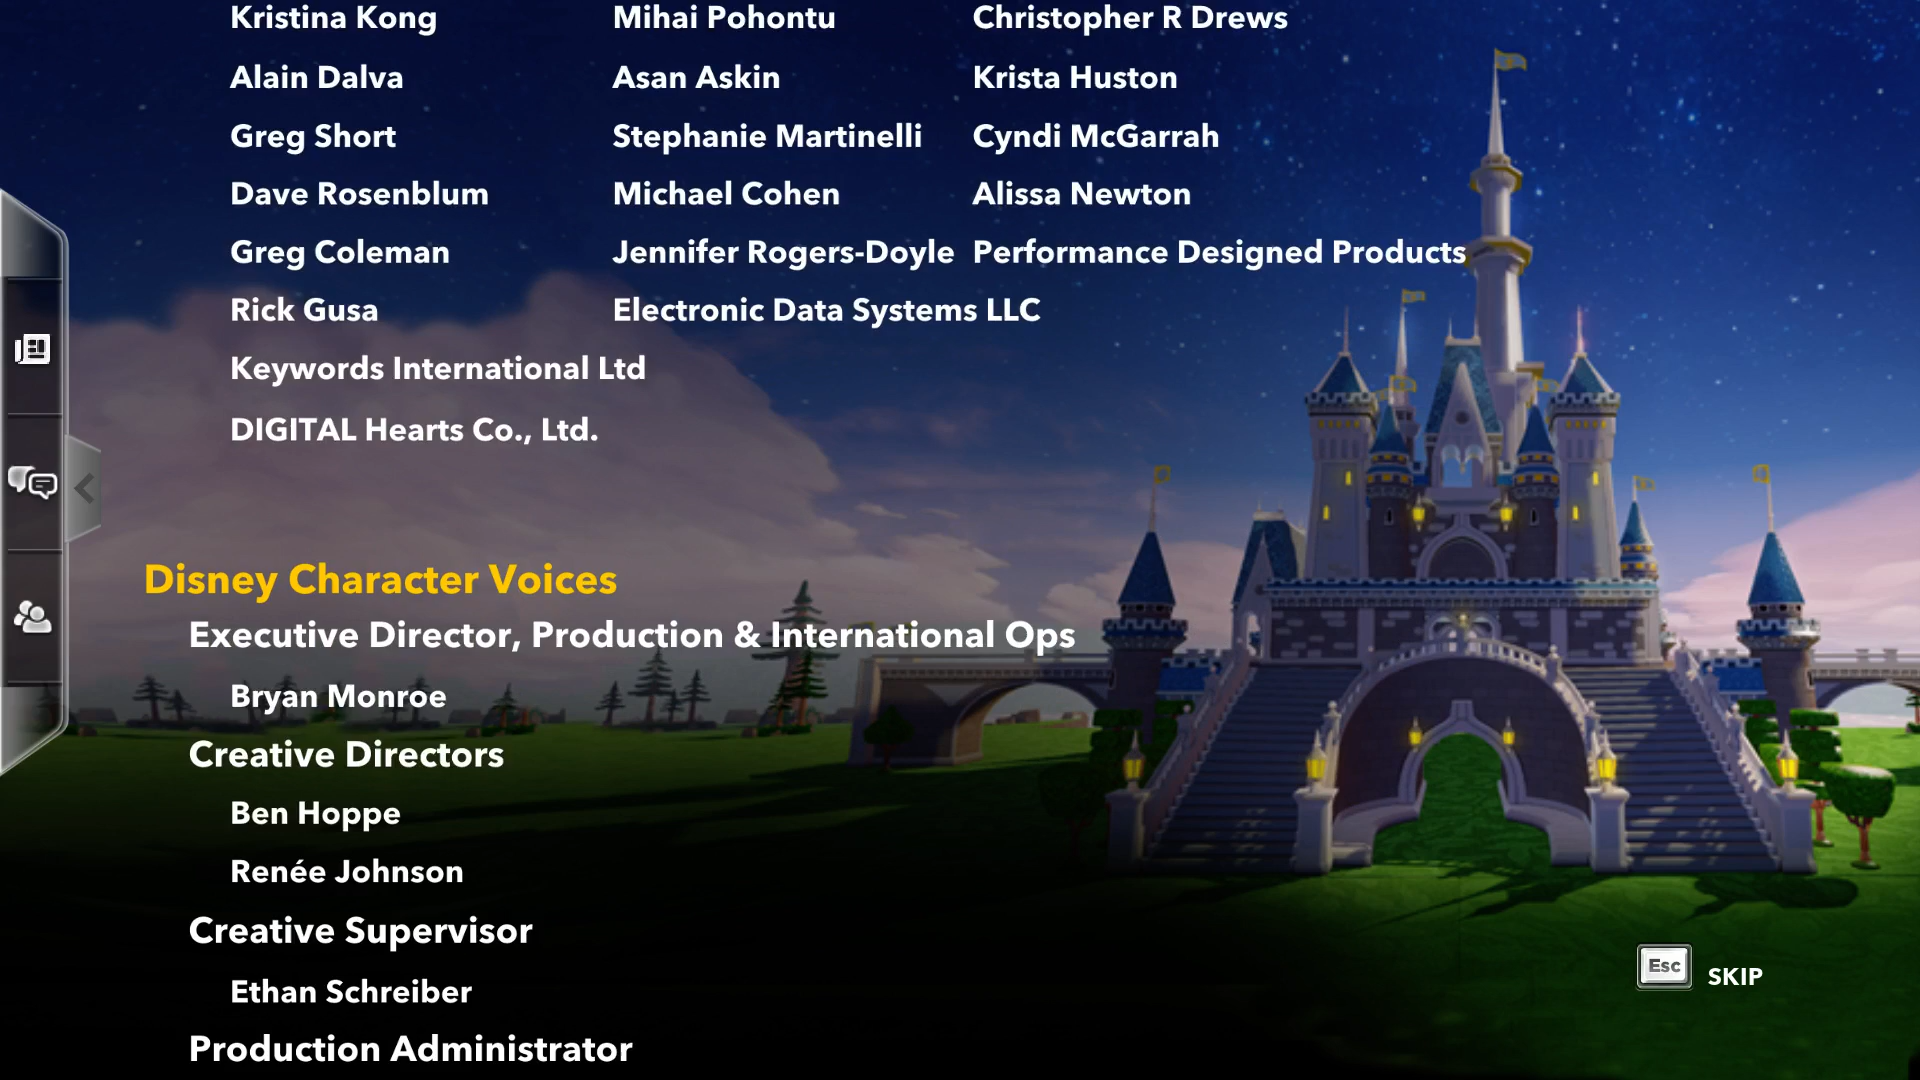 Kristina Kong Mihai Pohontu Christopher R Drews
Alain Dalva Asan Askin Krista Huston
Greg Short Stephanie Martinelli Cyndi McGarrah
Dave Rosenblum Michael Cohen Alissa Newton
Greg Coleman Jennifer Rogers-Doyle Performance Designed Products
Rick Gusa Electronic Data Systems LLC
Keywords International Ltd
DIGITAL Hearts Co., Ltd.
Disney Character Voices
Executive Director, Production & International Ops
Bryan Monroe
Creative Directors
Ben Hoppe
Renée Johnson
Creative Supervisor
Ethan Schreiber
Esc SKIP
Production Administrator